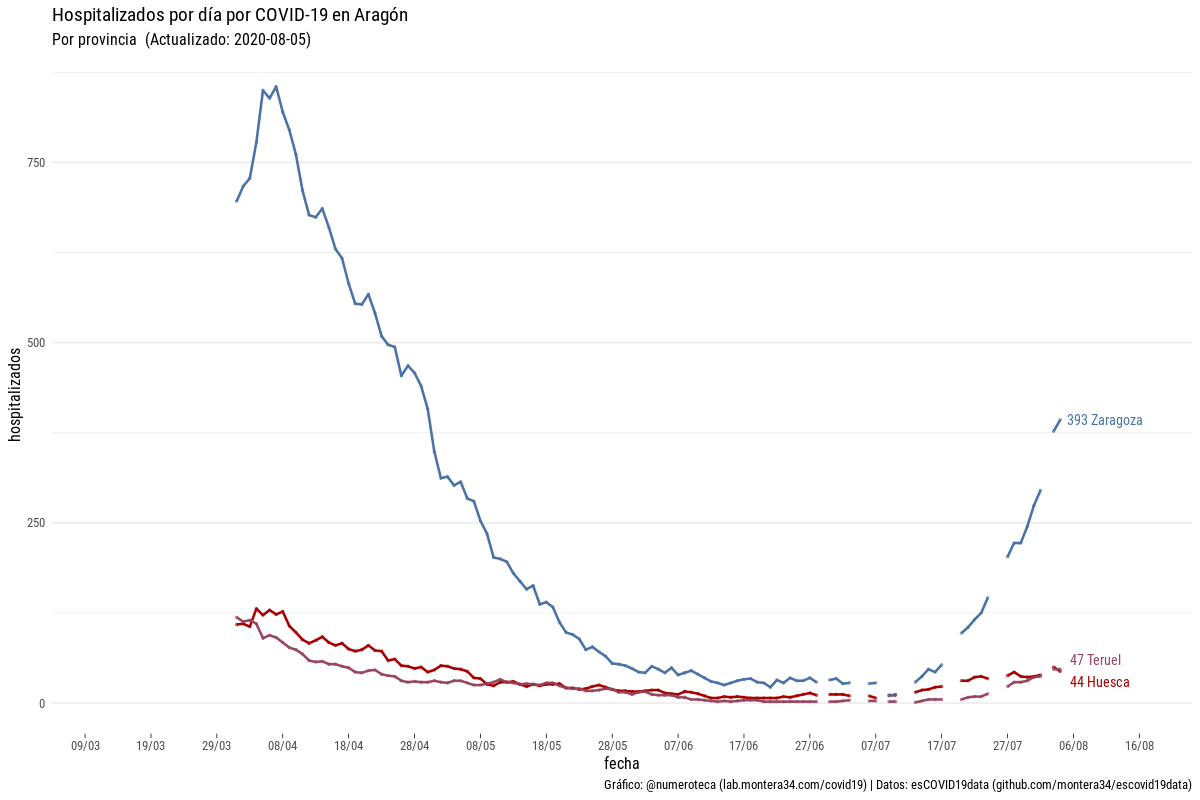 Hospitalizados por día por COVID-19 en Aragón
Por provincia  (Actualizado: 2020-08-05)
hospitalizados
750
500
250
0
393 Zaragoza
47 Teruel
44 Huesca
09/03 19/03 29/03 08/04 18/04 28/04 08/05 18/05 28/05 07/06 17/06 27/06 07/07 17/07 27/07 06/08 16/08
fecha
Gráfico: @numeroteca (lab.montera34.com/covid19) | Datos: esCOVID19data (github.com/montera34/escovid19data)